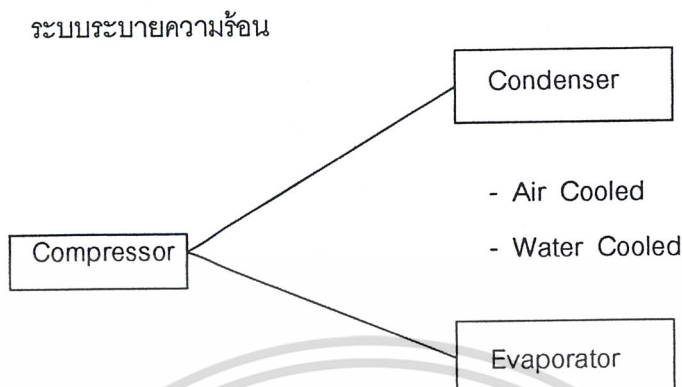 ระบบระบายความร้อน
Condenser
- Air Cooled
- Water Cooled
Compressor
Evaporator